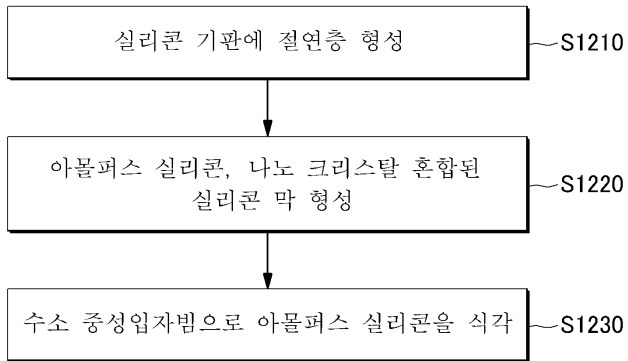 실리콘 기판에 절연층 형성
S1210
아몰퍼스 실리콘, 나노 크리스탈 혼합된
실리콘 막 형성
S1220
수소 중성입자빔으로 아몰퍼스 실리콘을 식각
S1230